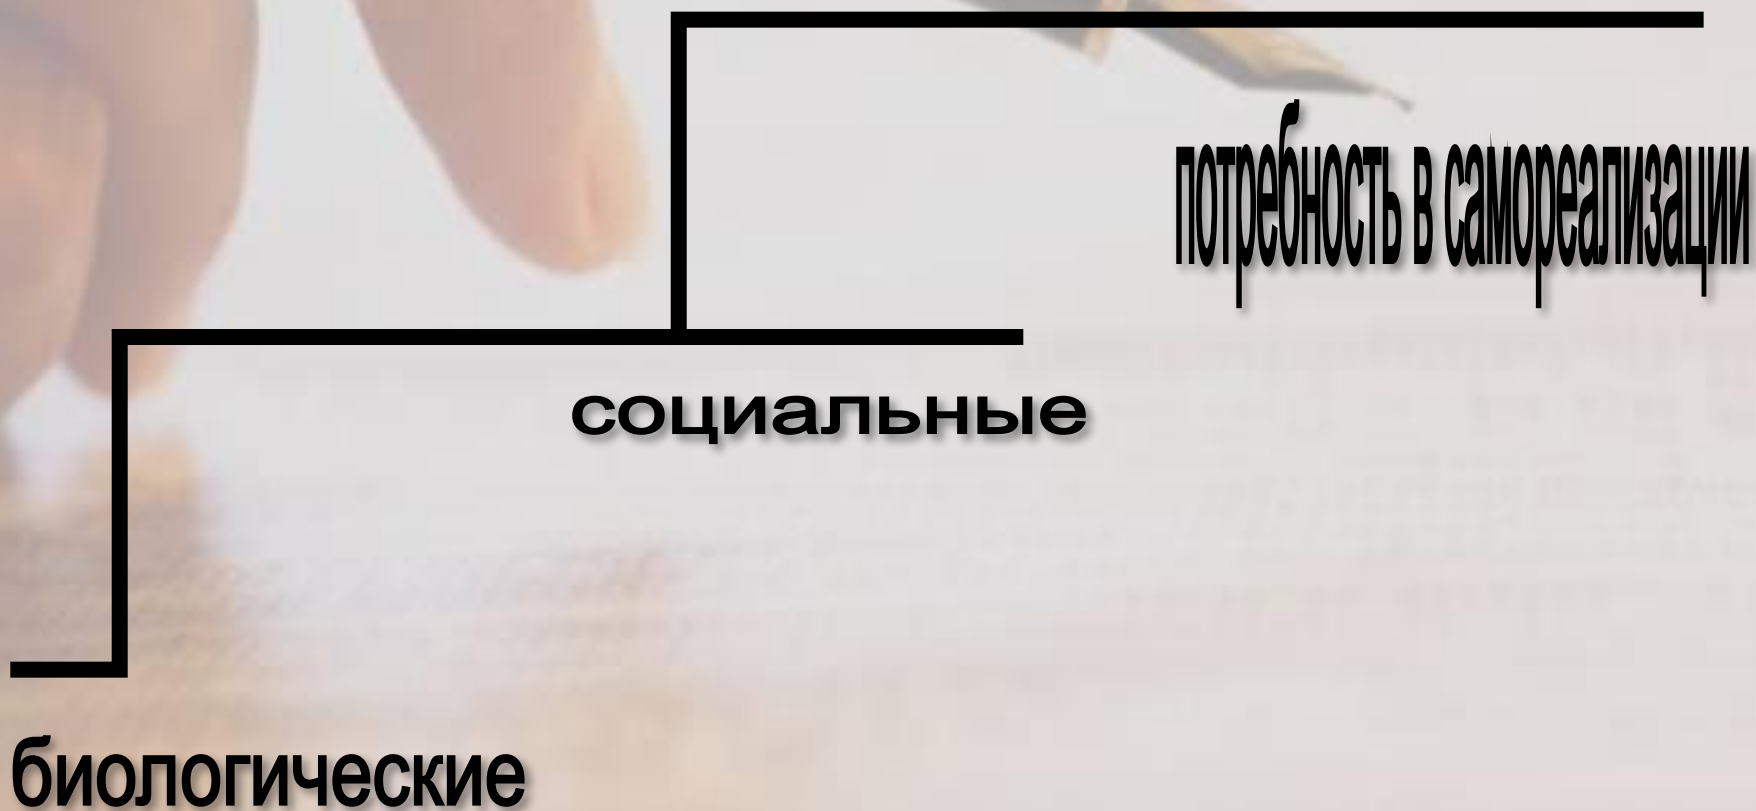 потребность в самореализации
социальные
биологические